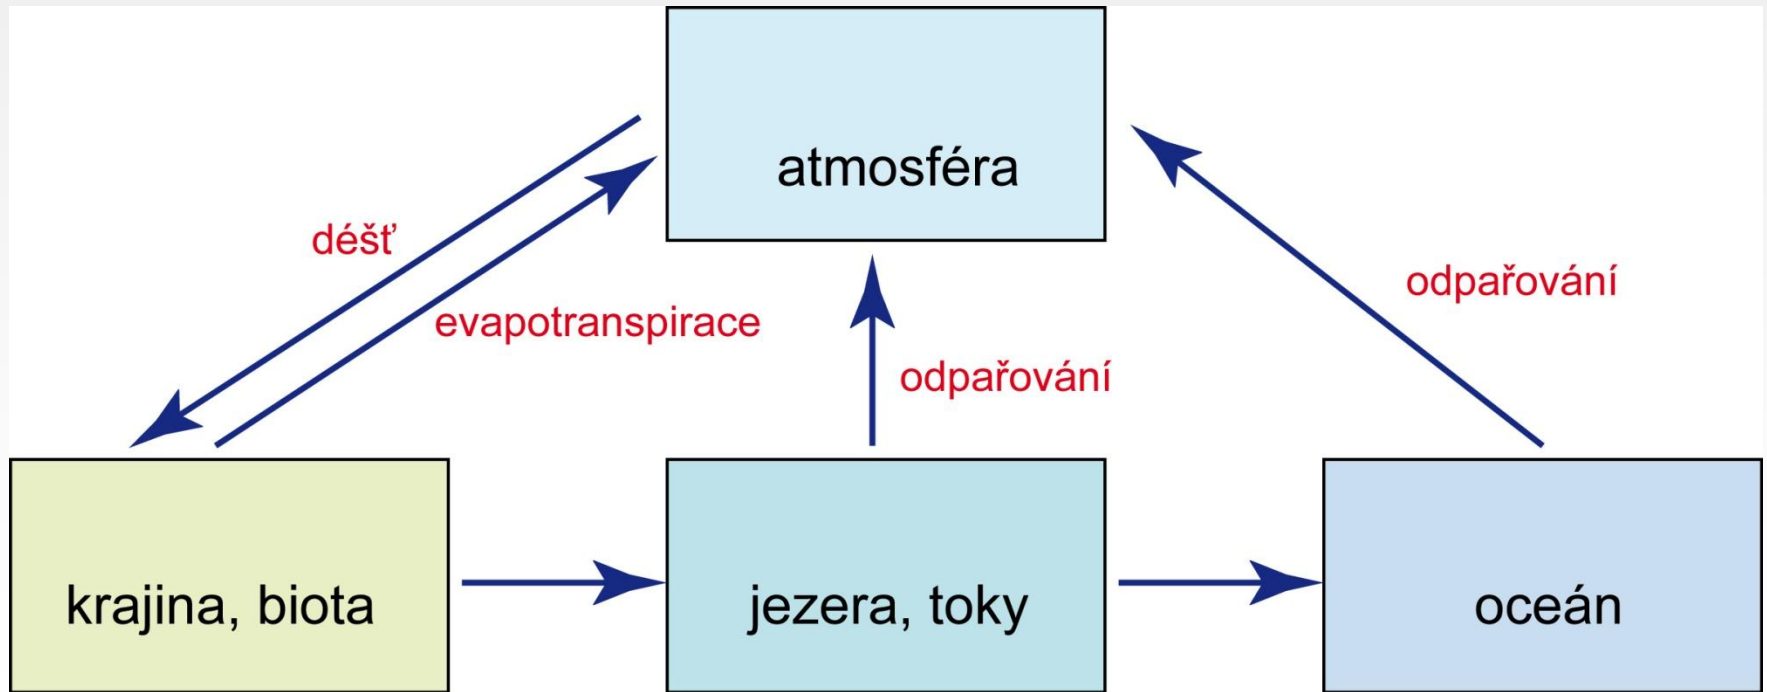 atmosféra
déšť
evapotranspirace
odpařování
odpařování
krajina, biota
jezera, toky
oceán